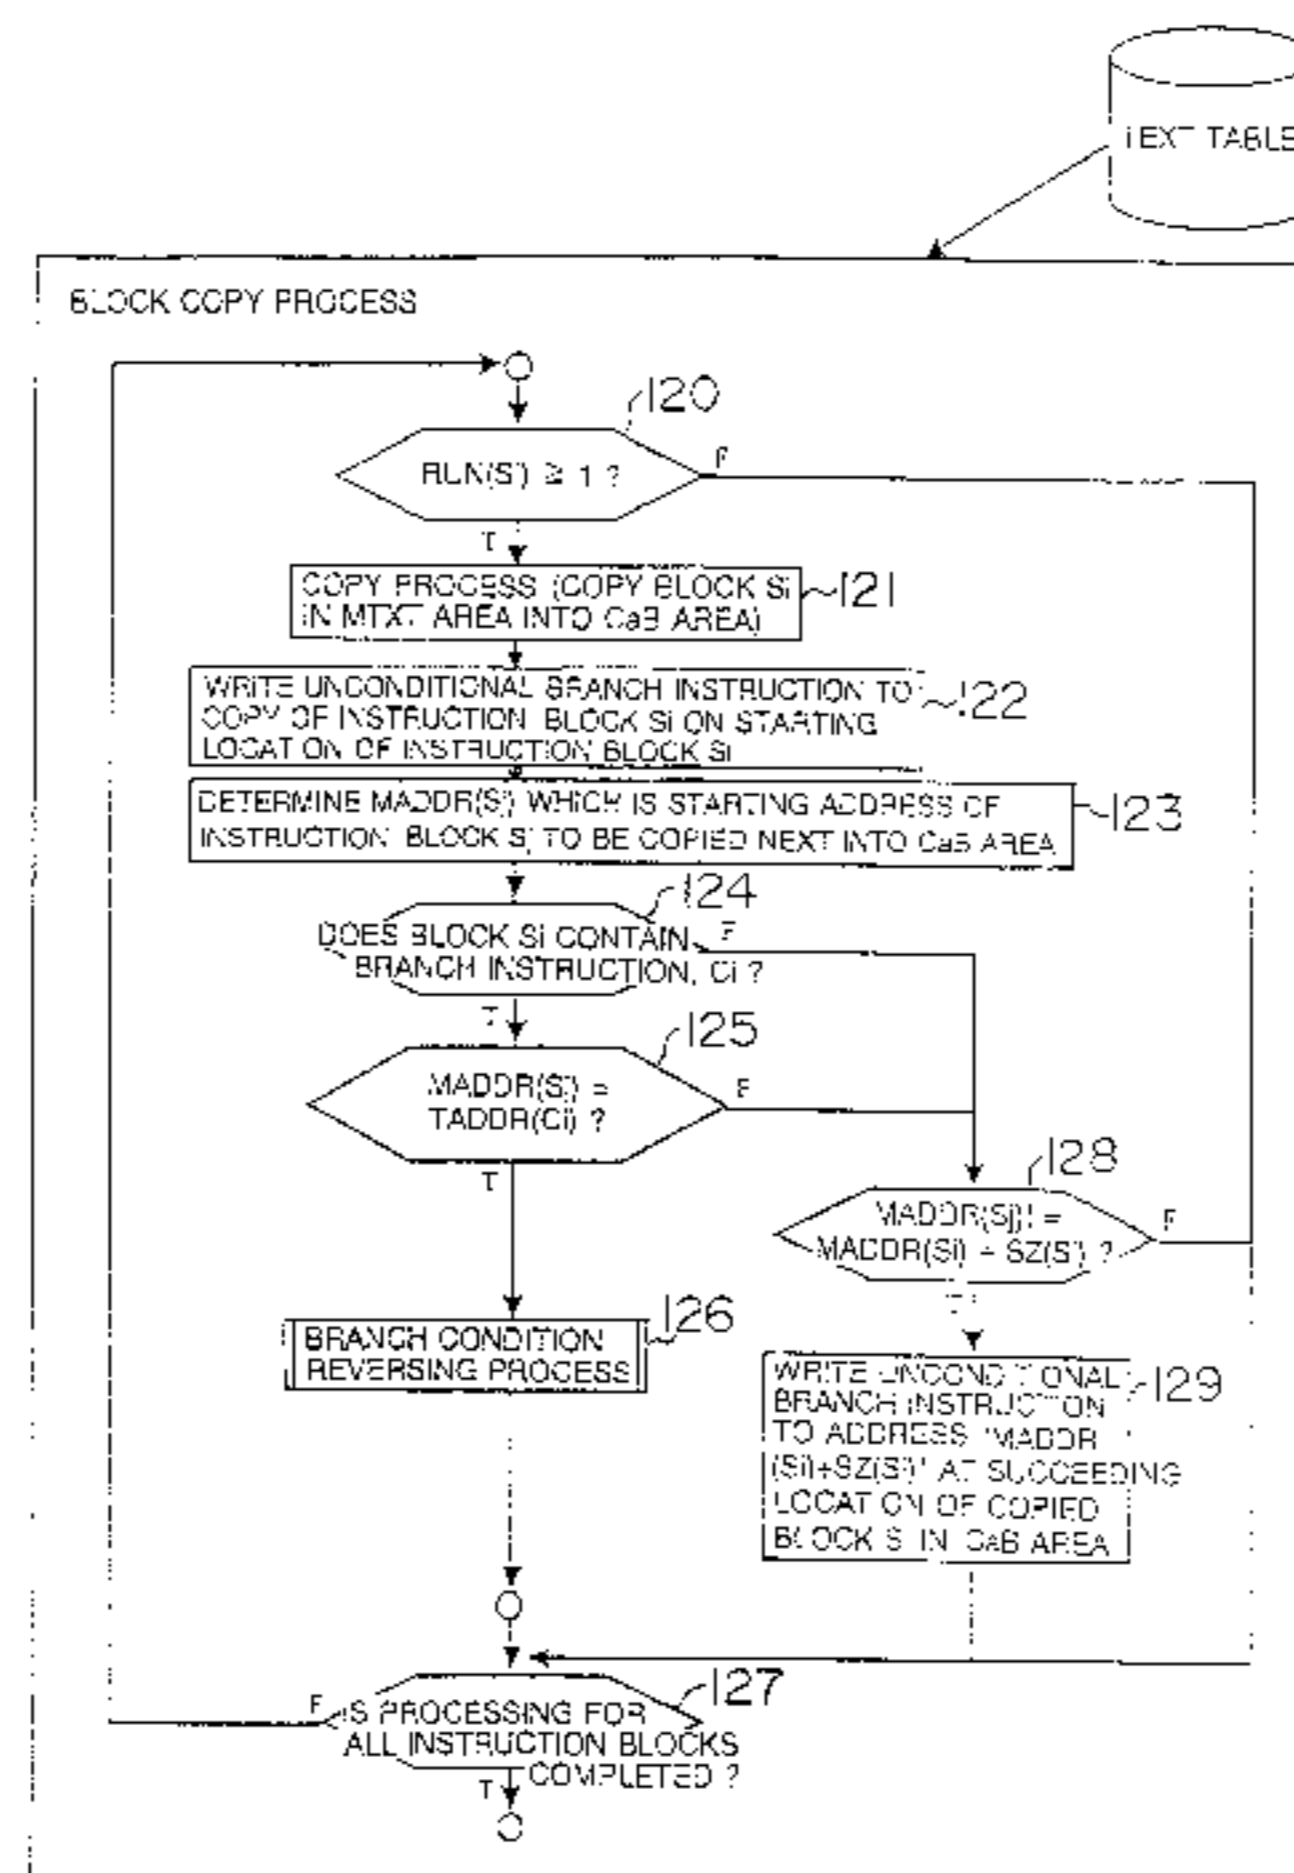 TEXT TABLE
BLOCK COPY PROCESS
120
RUN(Si) ≧ 1 ?
F
T
COPY PROCESS (COPY BLOCK Si
IN MTXT AREA INTO CaB AREA)
121
WRITE UNCONDITIONAL BRANCH INSTRUCTION TO
COPY OF INSTRUCTION BLOCK Si ON STARTING
LOCATION OF INSTRUCTION BLOCK Si
122
DETERMINE MADDR(Sj) WHICH IS STARTING ADDRESS OF
INSTRUCTION BLOCK Sj TO BE COPIED NEXT INTO CaB AREA
123
124
DOES BLOCK Si CONTAIN
BRANCH INSTRUCTION, Ci ?
F
T
125
MADDR(Sj) =
TADDR(Ci) ?
F
T
128
MADDR(Sj) =
MADDR(Si) + SZ(Si) ?
F
BRANCH CONDITION
REVERSING PROCESS
126
WRITE UNCONDITIONAL
BRANCH INSTRUCTION
TO ADDRESS "MADDR
(Si)+SZ(Si)" AT SUCCEEDING
LOCATION OF COPIED
BLOCK Si IN CaB AREA
129
127
F
IS PROCESSING FOR
ALL INSTRUCTION BLOCKS
COMPLETED ?
T